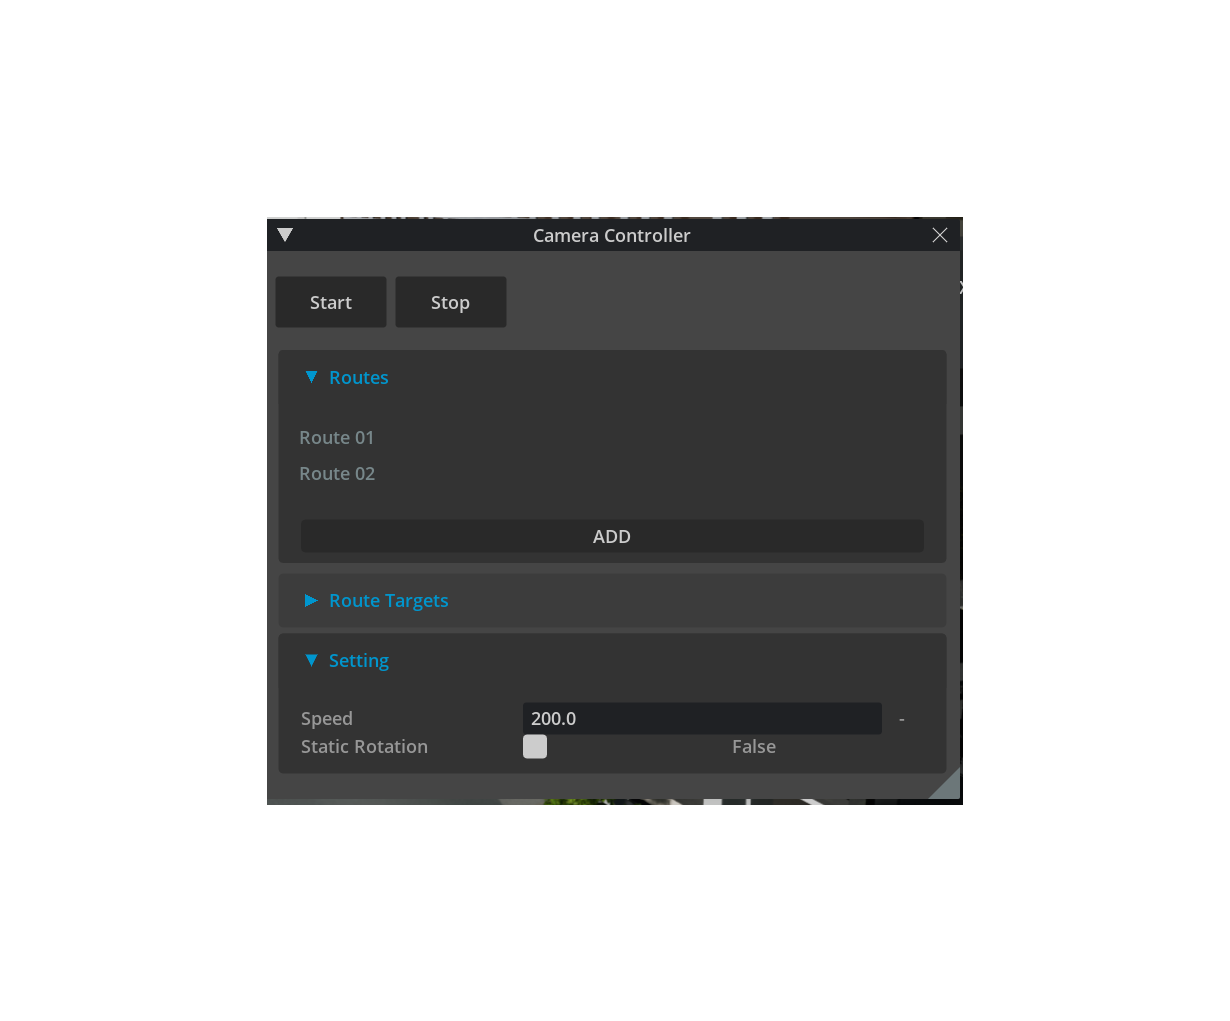 Camera Controller
Start Stop
Routes
Route 01
Route 02
ADD
Route Targets
Setting
Speed 200.0 -
Static Rotation False